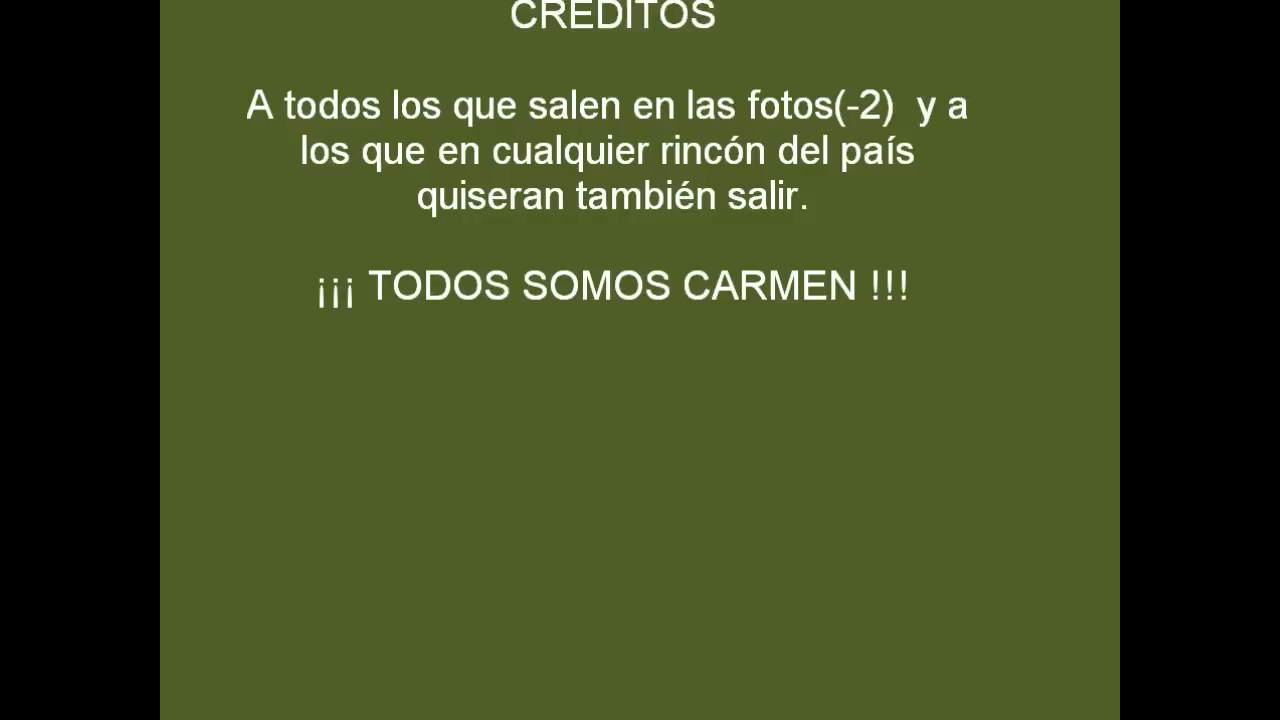 CREDITOS
A todos los que salen en las fotos(-2) y a
los que en cualquier rincón del país
quiseran también salir.
¡¡¡ TODOS SOMOS CARMEN !!!